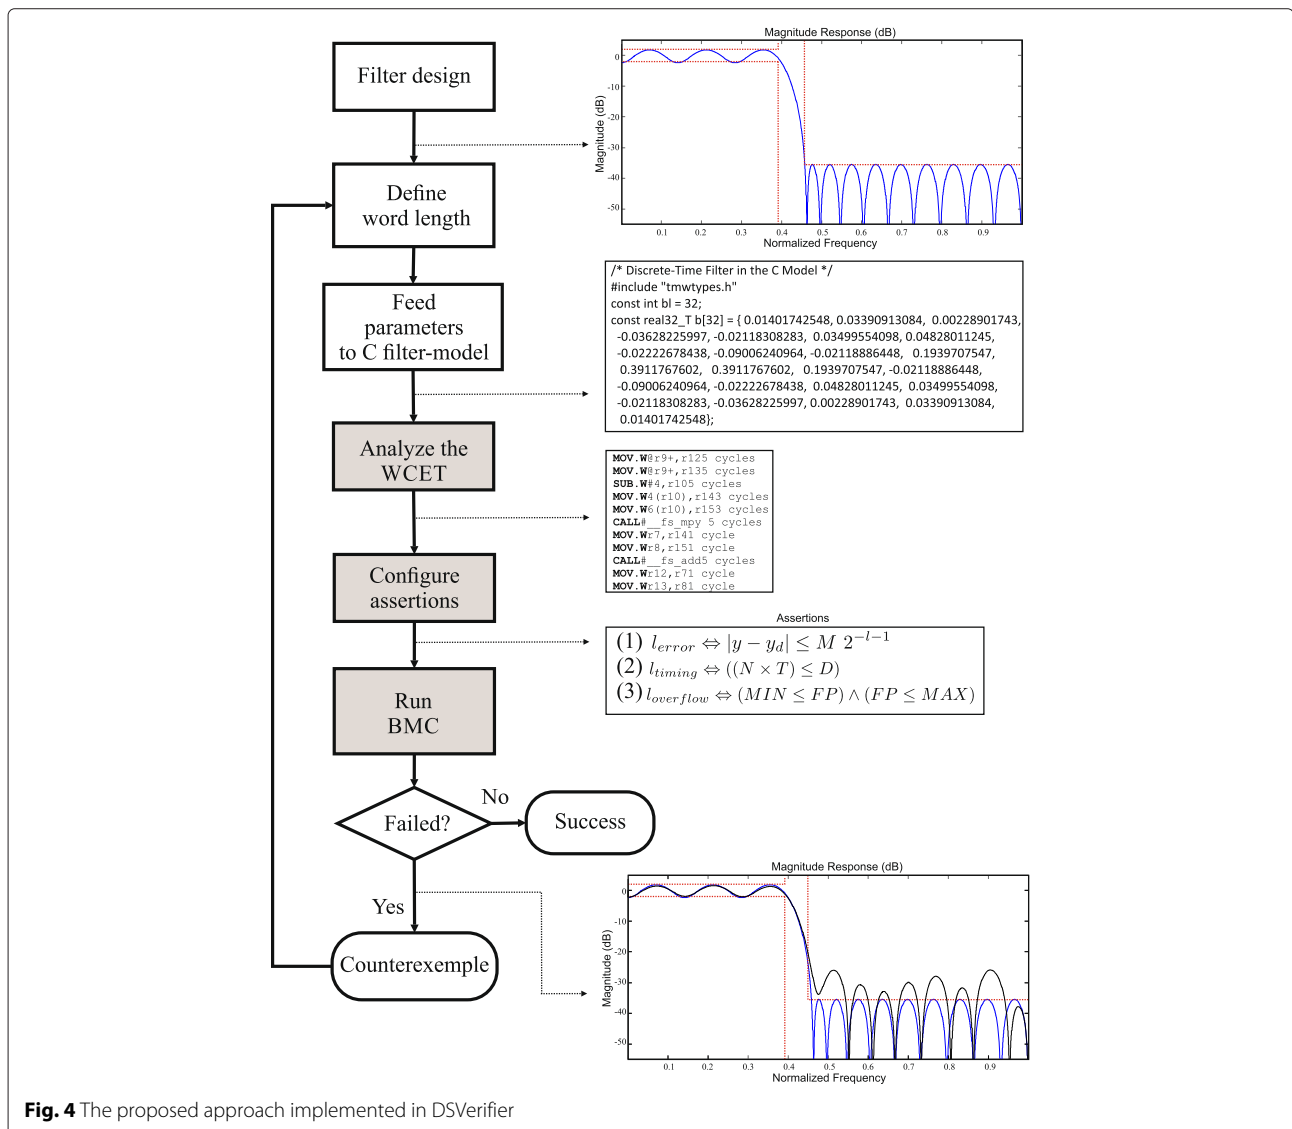 Filter design
Define
word length
Feed
parameters
to C filter-model
Analyze the
WCET
Configure
assertions
Run
BMC
Failed?
No
Success
Yes
Counterexemple
Magnitude Response (dB)
Magnitude (dB)
0
-10
-20
-30
-40
-50
0.1 0.2 0.3 0.4 0.5 0.6 0.7 0.8 0.9
Normalized Frequency
/* Discrete-Time Filter in the C Model */
#include "tmwtypes.h"
const int bl = 32;
const real32_T b[32] = { 0.01401742548, 0.03390913084, 0.00228901743,
-0.03628225997, -0.02118308283, 0.03499554098, 0.04828011245,
-0.02222678438, -0.09006240964, -0.02118886448, 0.1939707547,
0.3911767602, 0.3911767602, 0.1939707547, -0.02118886448,
-0.09006240964, -0.02222678438, 0.04828011245, 0.03499554098,
-0.02118308283, -0.03628225997, 0.00228901743, 0.03390913084,
0.01401742548};
MOV.W@r9+,r125 cycles
MOV.W@r9+,r135 cycles
SUB.W#4,r105 cycles
MOV.W4(r10),r143 cycles
MOV.W6(r10),r153 cycles
CALL#__fs_mpy 5 cycles
MOV.Wr7,r141 cycle
MOV.Wr8,r151 cycle
CALL#__fs_add5 cycles
MOV.Wr12,r71 cycle
MOV.Wr13,r81 cycle
Assertions
(1) l_{error} ⇔ |y − y_d| ≤ M 2^{−l−1}
(2) l_{timing} ⇔ ((N × T) ≤ D)
(3) l_{overflow} ⇔ (MIN ≤ FP) ∧ (FP ≤ MAX)
Magnitude Response (dB)
Magnitude (dB)
0
-10
-20
-30
-40
-50
0.1 0.2 0.3 0.4 0.5 0.6 0.7 0.8 0.9
Normalized Frequency
Fig. 4 The proposed approach implemented in DSVerifier